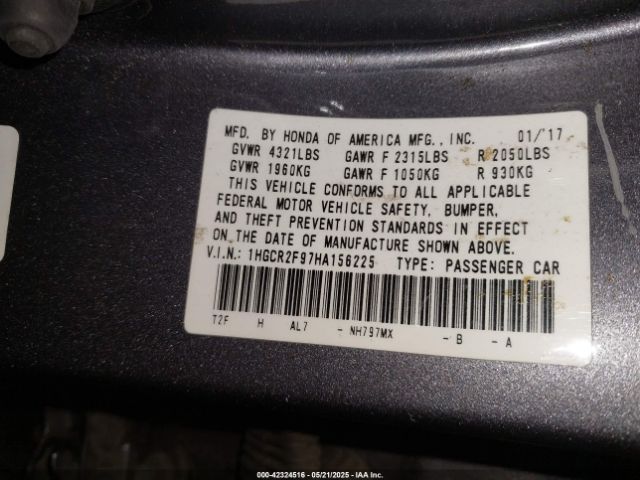 MFD. BY HONDA OF AMERICA MFG., INC. 01/'17
GVWR 4321LBS GAWR F 2315LBS R 2050LBS
GVWR 1960KG GAWR F 1050KG R 930KG
THIS VEHICLE CONFORMS TO ALL APPLICABLE
FEDERAL MOTOR VEHICLE SAFETY, BUMPER,
AND THEFT PREVENTION STANDARDS IN EFFECT
ON THE DATE OF MANUFACTURE SHOWN ABOVE.
V.I.N.: 1HGCR2F97HA156225 TYPE: PASSENGER CAR
T2F H AL7 - NH797MX - B - A
000-42324516 - 05/21/2025 - IAA Inc.